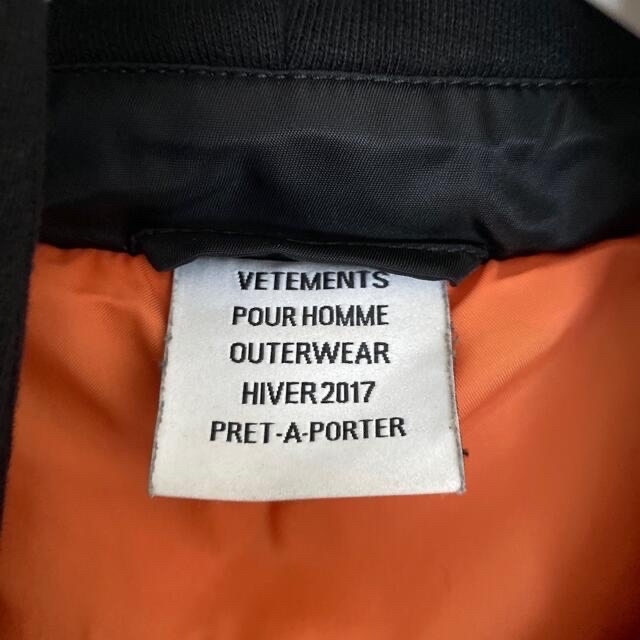 VETEMENTS
POUR HOMME
OUTERWEAR
HIVER 2017
PRET-A-PORTER